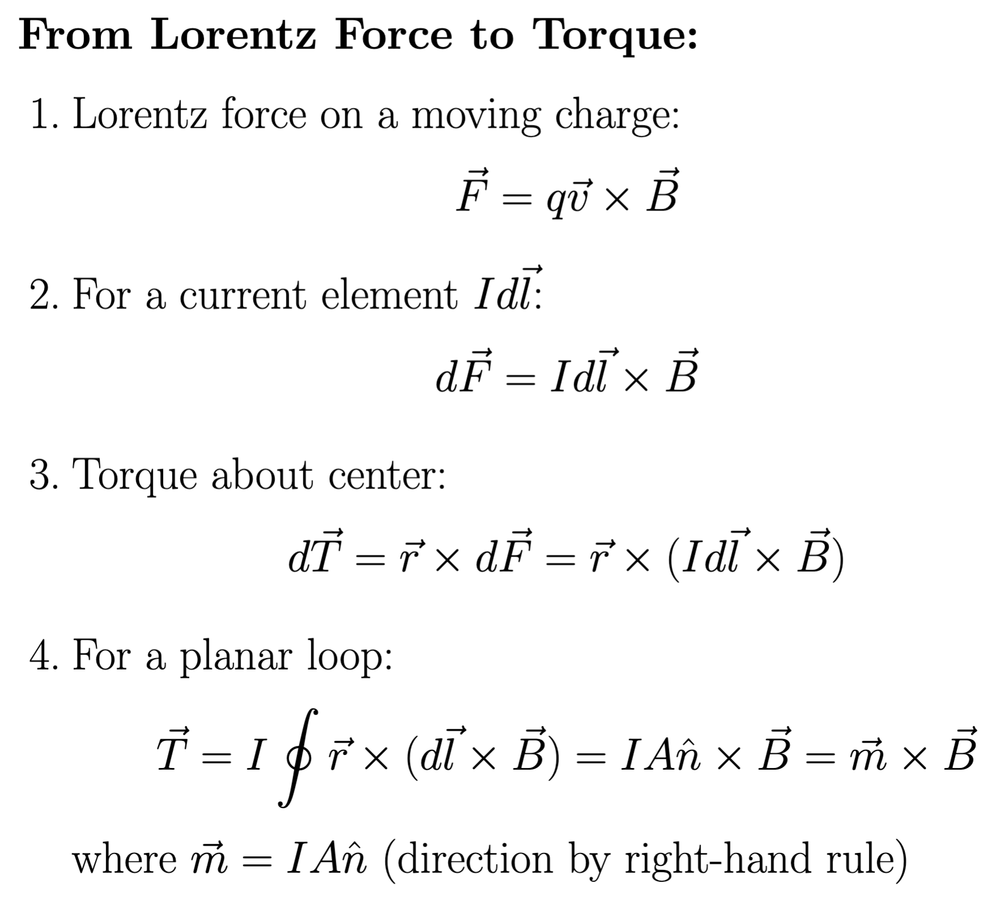 From Lorentz Force to Torque:
1. Lorentz force on a moving charge:
$\vec{F} = q\vec{v} \times \vec{B}$
2. For a current element $Id\vec{l}$:
$d\vec{F} = Id\vec{l} \times \vec{B}$
3. Torque about center:
$d\vec{T} = \vec{r} \times d\vec{F} = \vec{r} \times (Id\vec{l} \times \vec{B})$
4. For a planar loop:
$\vec{T} = I \oint \vec{r} \times (d\vec{l} \times \vec{B}) = IA\hat{n} \times \vec{B} = \vec{m} \times \vec{B}$
where $\vec{m} = IA\hat{n}$ (direction by right-hand rule)